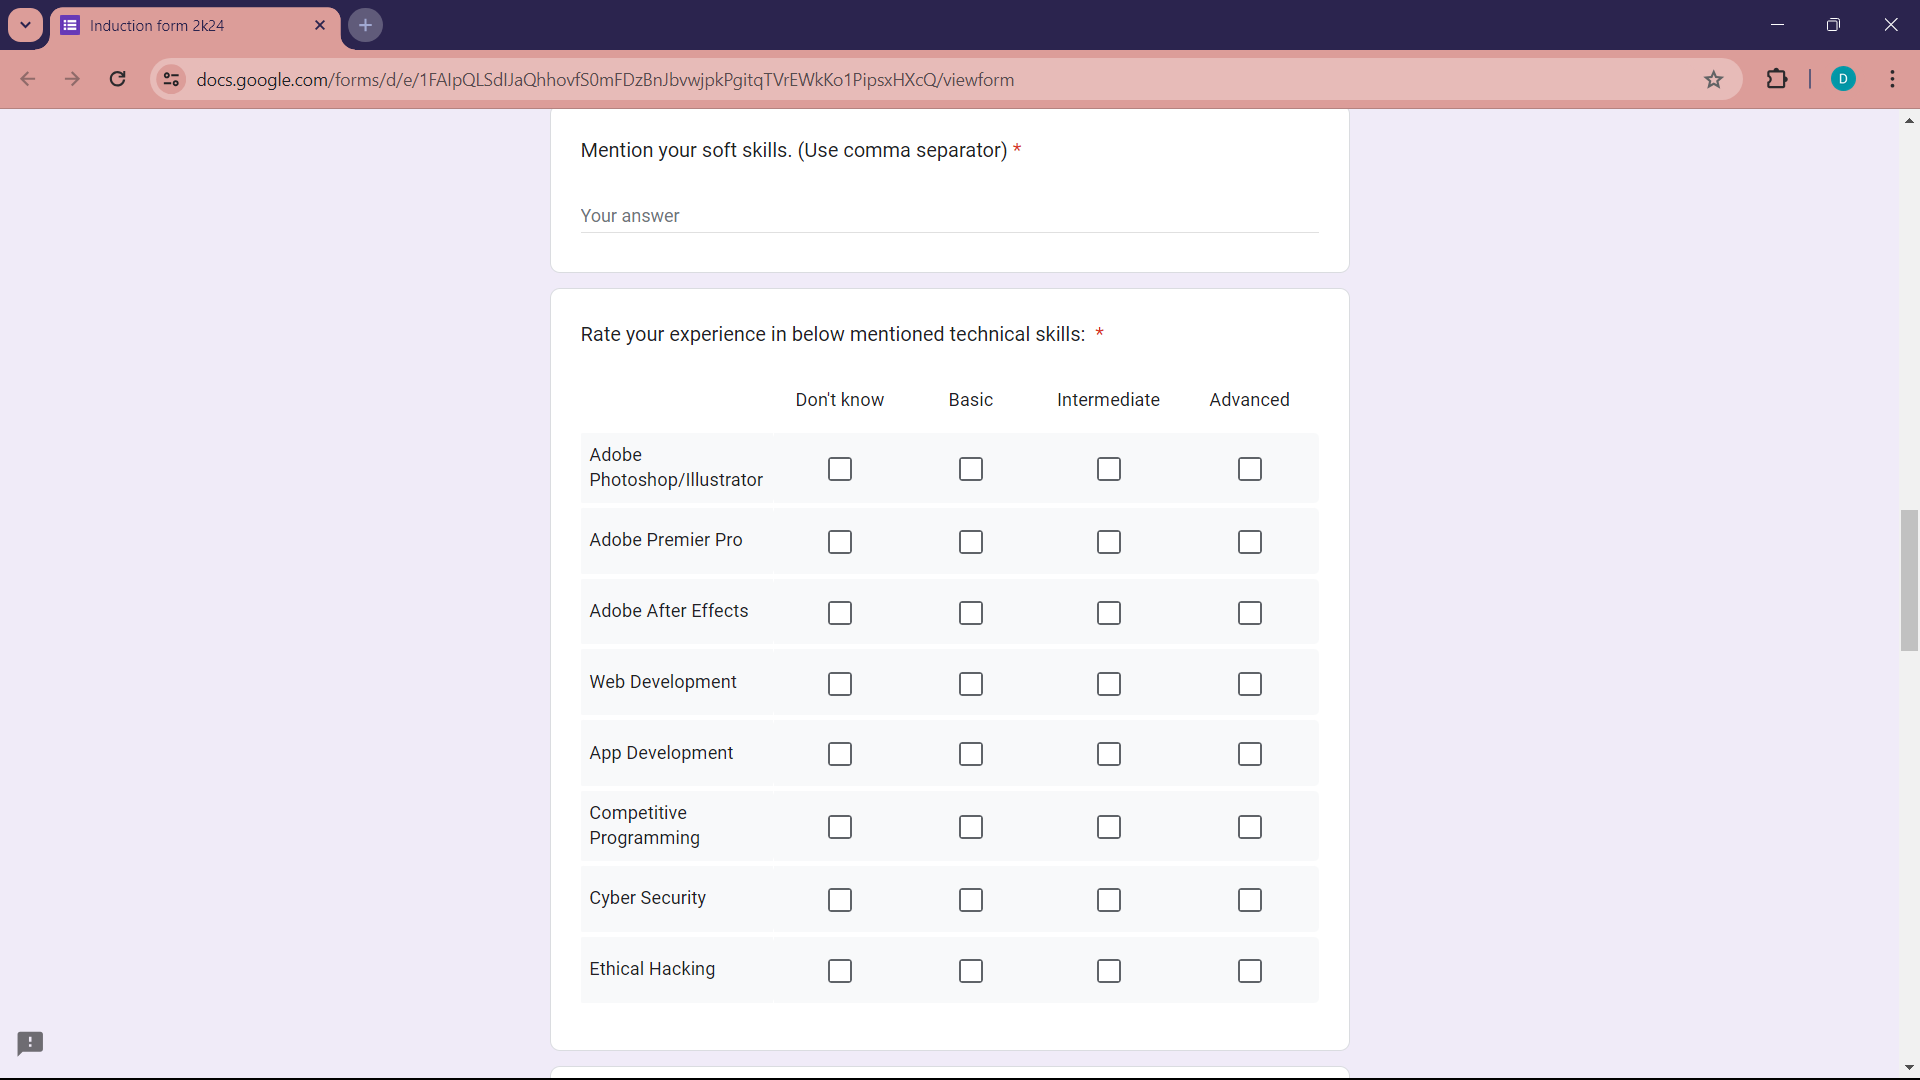 Induction form 2k24
docs.google.com/forms/d/e/1FAIpQLSdIJaQhhovfS0mFDzBnJbvwjpkPgitqTVrEWkKo1PipsxHXcQ/viewform
D
Mention your soft skills. (Use comma separator) *
Your answer
Rate your experience in below mentioned technical skills: *
Don't know Basic Intermediate Advanced
Adobe
Photoshop/Illustrator
Adobe Premier Pro
Adobe After Effects
Web Development
App Development
Competitive
Programming
Cyber Security
Ethical Hacking